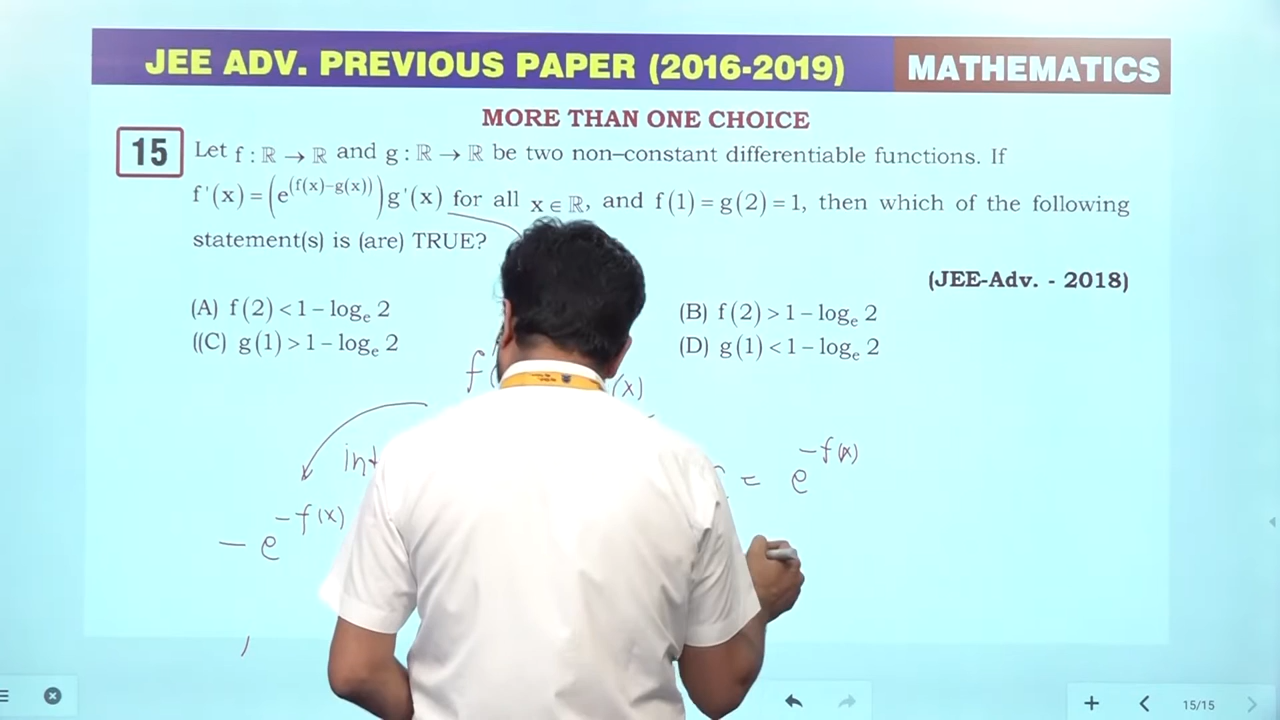 JEE ADV. PREVIOUS PAPER (2016-2019) MATHEMATICS
MORE THAN ONE CHOICE
15 Let f : ℝ → ℝ and g : ℝ → ℝ be two non–constant differentiable functions. If
f'(x) = (e^(f(x)−g(x))) g'(x) for all x ∈ ℝ, and f(1) = g(2) = 1, then which of the following
statement(s) is (are) TRUE?
(JEE-Adv. - 2018)
(A) f(2) < 1 − logₑ 2 (B) f(2) > 1 − logₑ 2
((C) g(1) > 1 − logₑ 2 (D) g(1) < 1 − logₑ 2
f (x)
int = e^−f(x)
− e^−f(x)
15/15